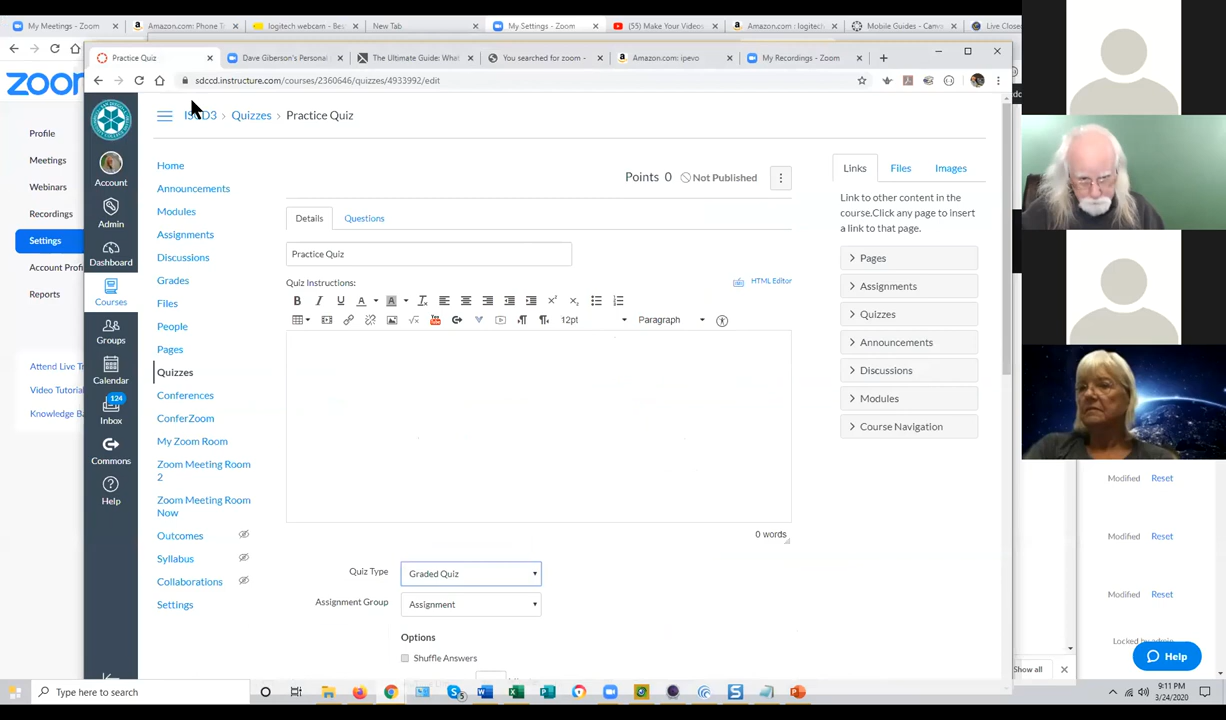 My Meetings - Zoom
Amazon.com: Phone T
logitech webcam - Be
New Tab
My Settings - Zoom
(55) Make Your Videos
Amazon.com : logitech
Mobile Guides - Canv
Live Closed
Practice Quiz
Dave Giberson's Personal
The Ultimate Guide: What
You searched for zoom -
Amazon.com: ipevo
My Recordings - Zoom
sdccd.instructure.com/courses/2360646/quizzes/4933992/edit
zoom
Profile
Meetings
Webinars
Recordings
Settings
Account Profi
Reports
Attend Live Tr
Video Tutorial
Knowledge Ba
Account
Admin
Dashboard
Courses
Groups
Calendar
124
Inbox
Commons
Help
Quizzes
Practice Quiz
Home
Announcements
Modules
Assignments
Discussions
Grades
Files
People
Pages
Quizzes
Conferences
ConferZoom
My Zoom Room
Zoom Meeting Room
2
Zoom Meeting Room
Now
Outcomes
Syllabus
Collaborations
Settings
Points 0
Not Published
Details
Questions
Practice Quiz
Quiz Instructions:
HTML Editor
B I U A A
12pt
Paragraph
0 words
Quiz Type
Graded Quiz
Assignment Group
Assignment
Options
Shuffle Answers
Links
Files
Images
Link to other content in the
course.Click any page to insert
a link to that page.
Pages
Assignments
Quizzes
Announcements
Discussions
Modules
Course Navigation
Modified Reset
Modified Reset
Modified Reset
Locked by admin
Help
Show all
Type here to search
9:11 PM
3/24/2020